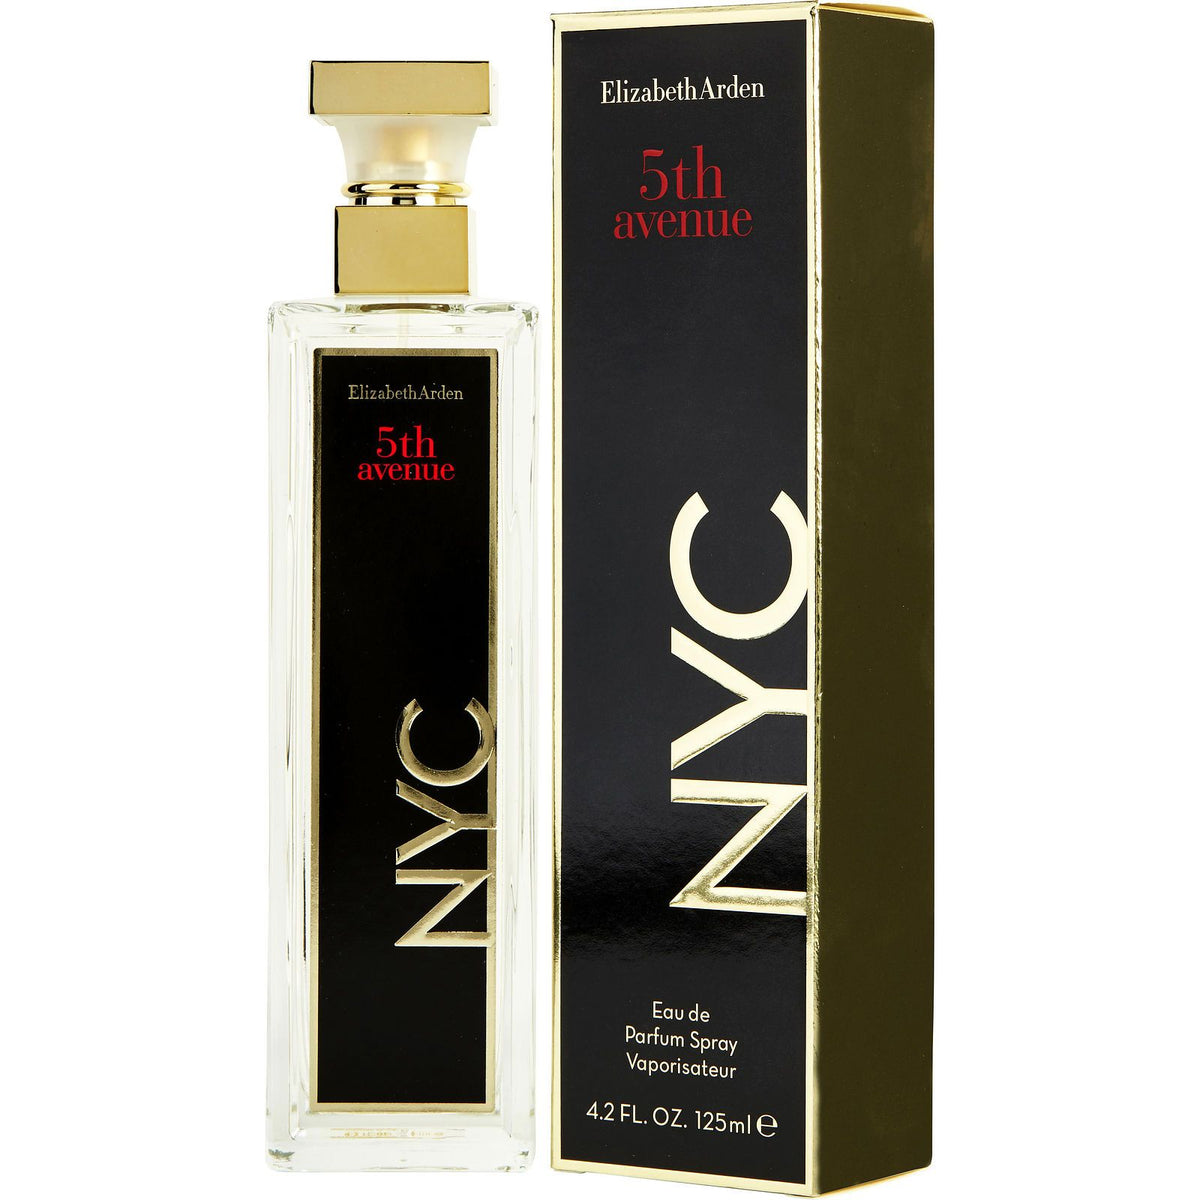 ElizabethArden
5th
avenue
NYC
ElizabethArden
5th
avenue
NYC
Eau de
Parfum Spray
Vaporisateur
4.2 FL. OZ. 125ml e